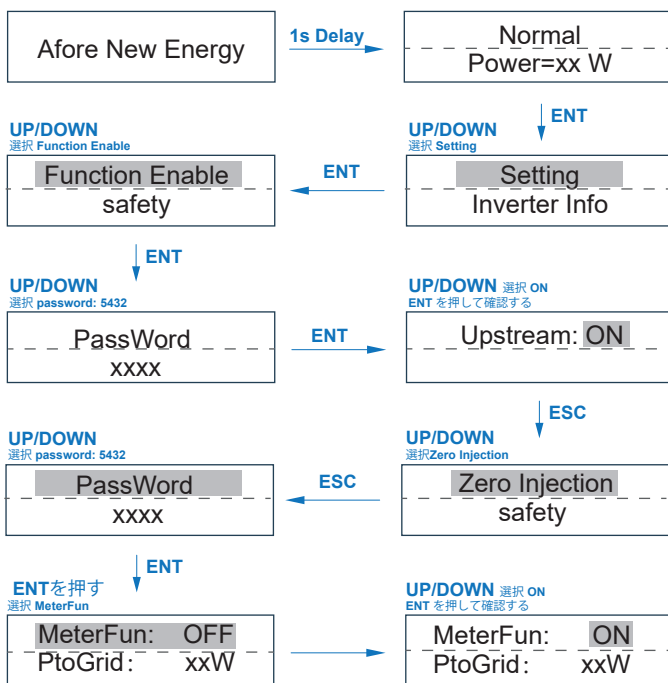 Afore New Energy
1s Delay
Normal
Power=xx W
ENT
UP/DOWN
選択 Function Enable
Function Enable
safety
ENT
UP/DOWN
選択 Setting
Setting
Inverter Info
ENT
UP/DOWN
選択 password: 5432
PassWord
xxxx
ENT
UP/DOWN 選択 ON
ENT を押して確認する
Upstream: ON
ESC
UP/DOWN
選択 password: 5432
PassWord
xxxx
ESC
UP/DOWN
選択Zero Injection
Zero Injection
safety
ENT
ENTを押す
選択 MeterFun
MeterFun: OFF
PtoGrid: xxW
UP/DOWN 選択 ON
ENT を押して確認する
MeterFun: ON
PtoGrid: xxW